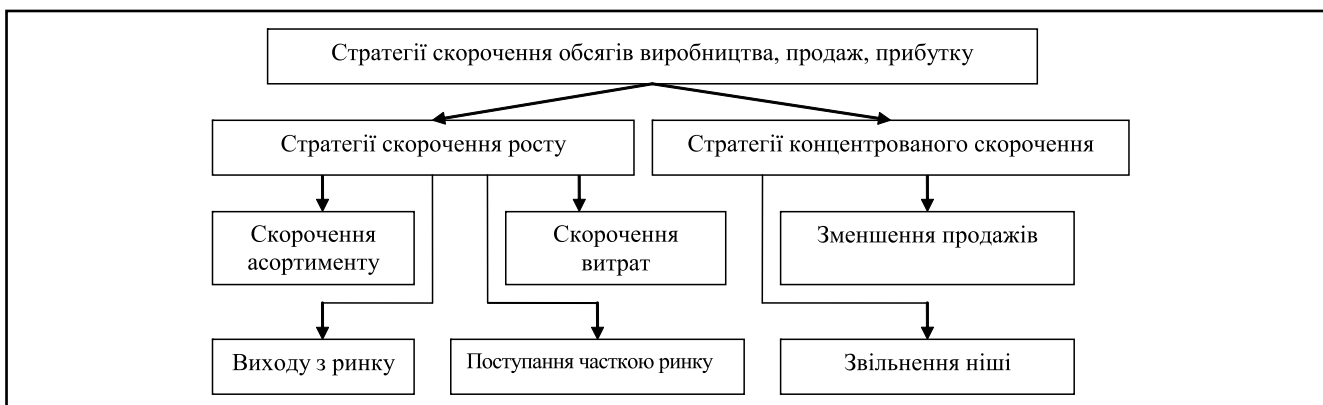 Стратегії скорочення обсягів виробництва, продаж, прибутку
Стратегії скорочення росту
Стратегії концентрованого скорочення
Скорочення
асортименту
Скорочення
витрат
Зменшення продажів
Виходу з ринку
Поступання часткою ринку
Звільнення ніші